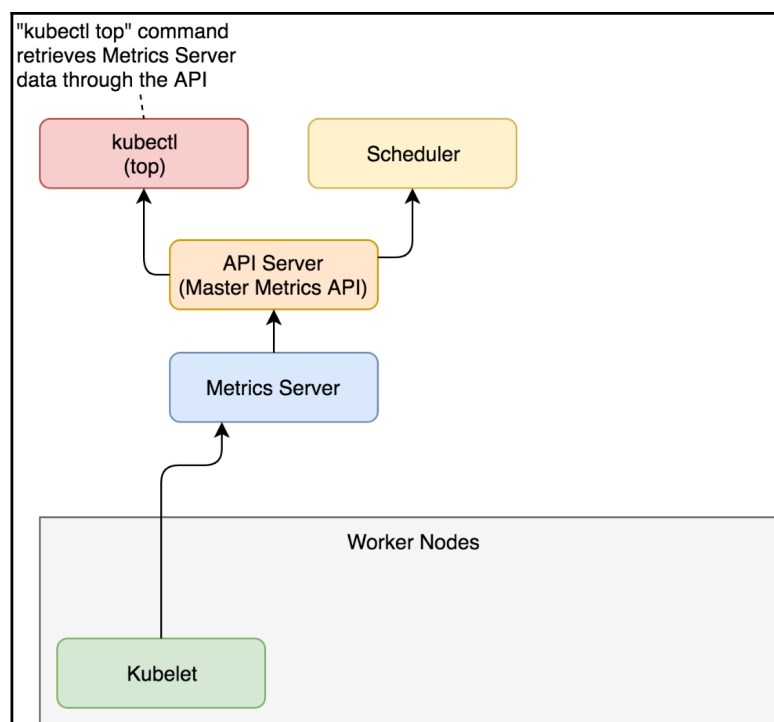 "kubectl top" command
retrieves Metrics Server
data through the API
kubectl
(top)
Scheduler
API Server
(Master Metrics API)
Metrics Server
Worker Nodes
Kubelet